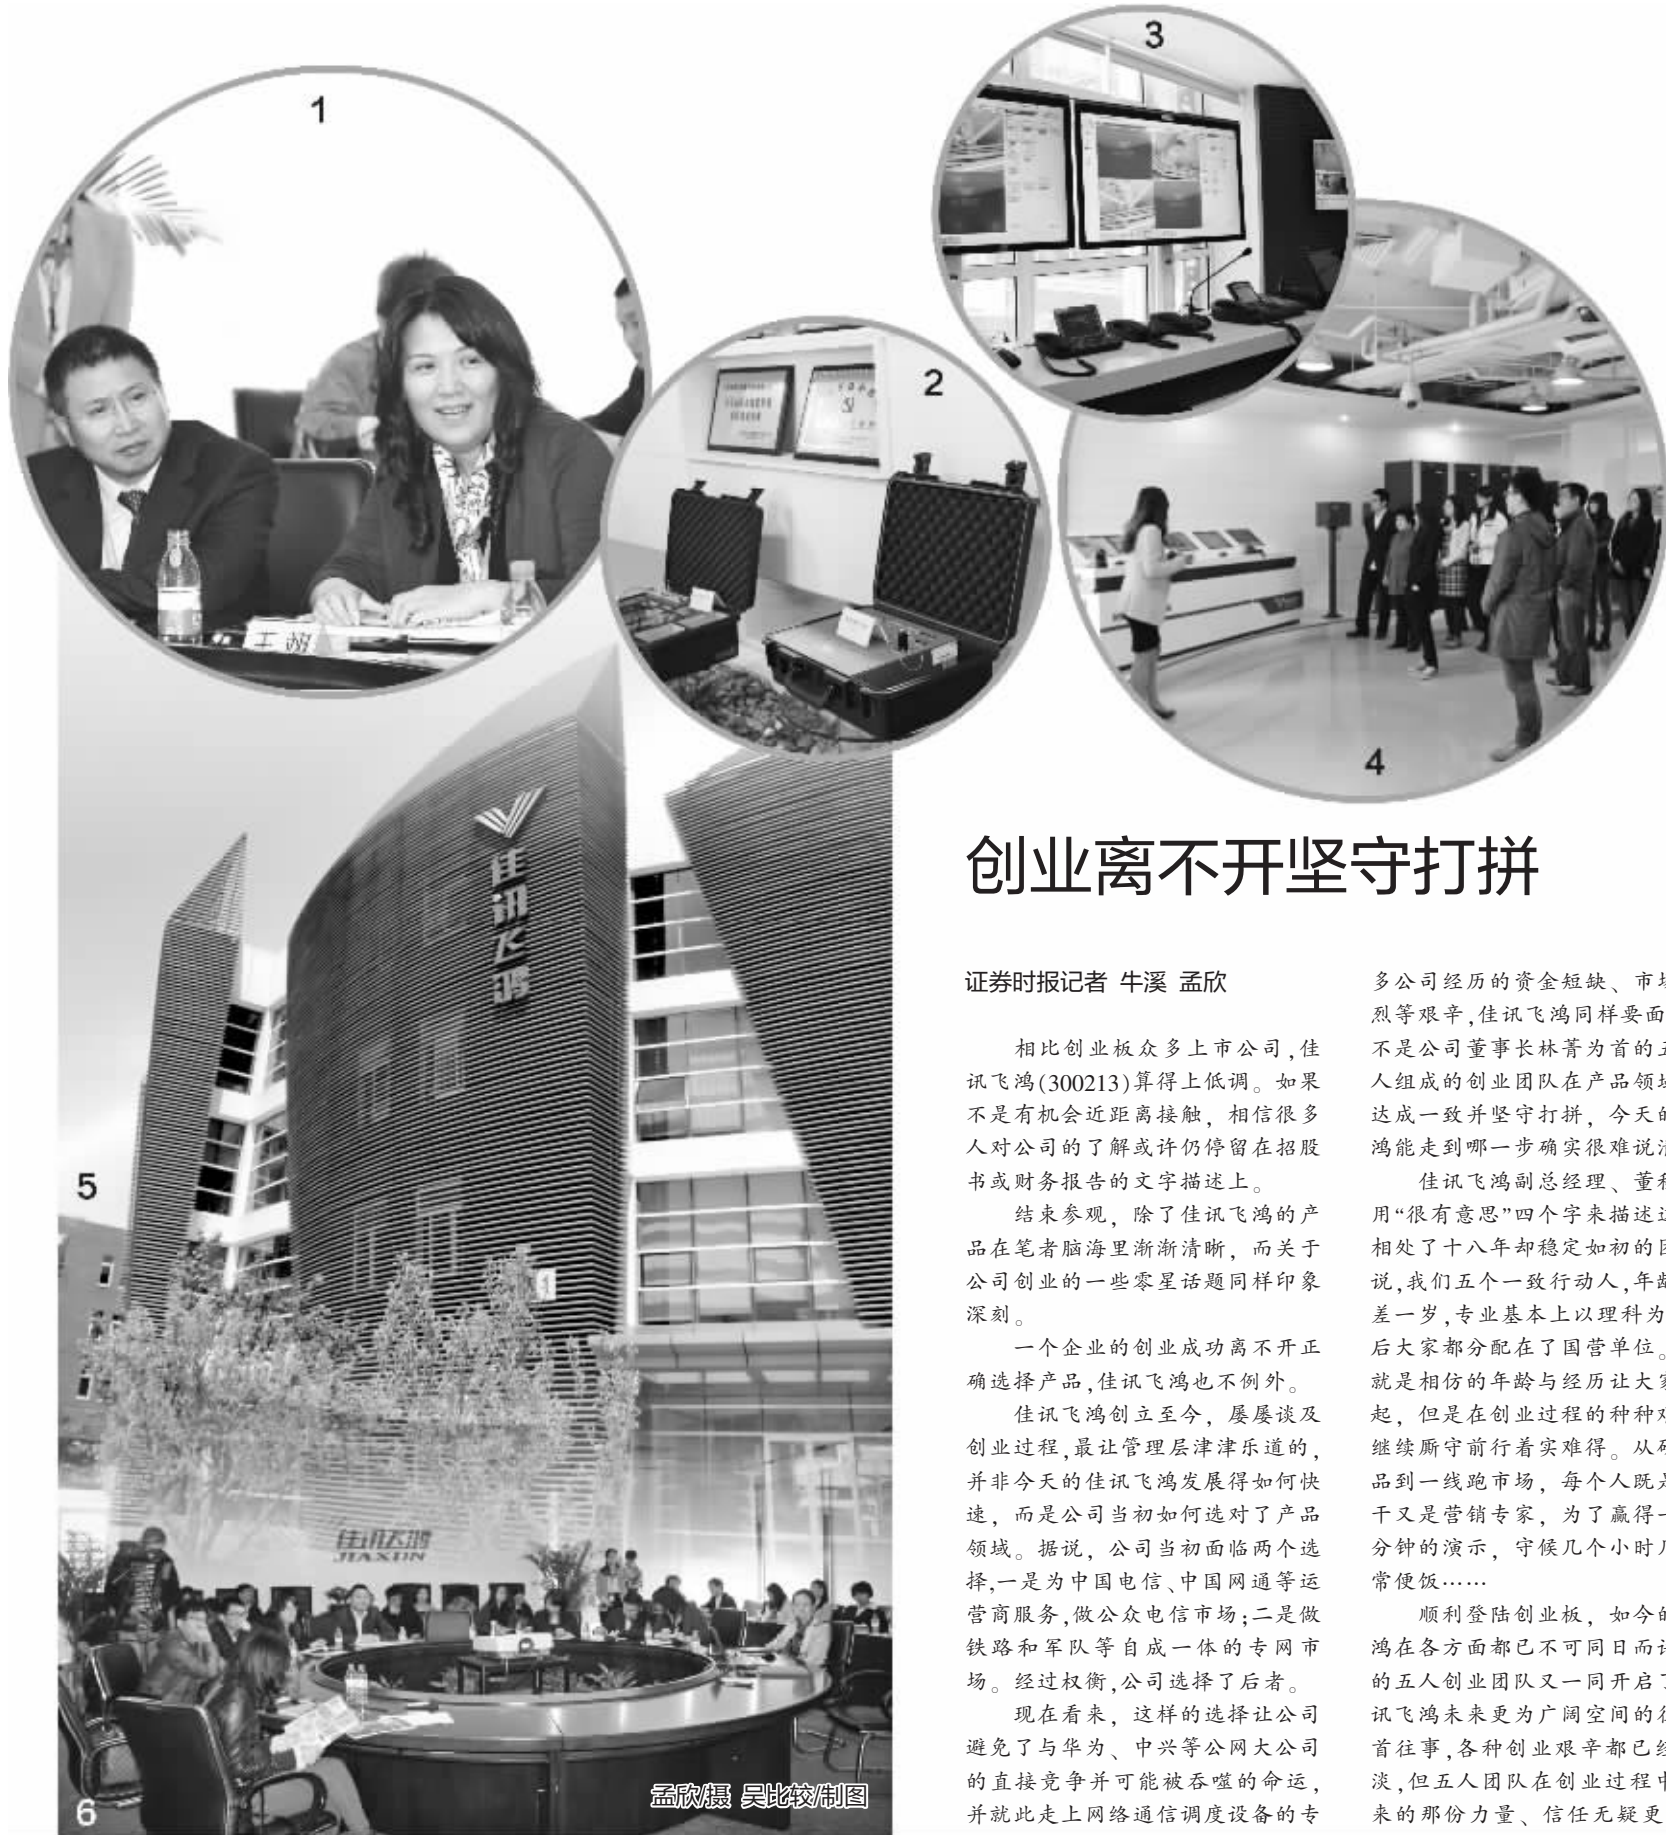 1
2
3
4
王翊
佳讯飞鸿
5
佳讯飞鸿
JIAXUN
6
孟欣/摄 吴比较/制图
创业离不开坚守打拼
证券时报记者 牛溪 孟欣
相比创业板众多上市公司,佳
讯飞鸿(300213)算得上低调。如果
不是有机会近距离接触，相信很多
人对公司的了解或许仍停留在招股
书或财务报告的文字描述上。
结束参观，除了佳讯飞鸿的产
品在笔者脑海里渐渐清晰，而关于
公司创业的一些零星话题同样印象
深刻。
一个企业的创业成功离不开正
确选择产品,佳讯飞鸿也不例外。
佳讯飞鸿创立至今，屡屡谈及
创业过程,最让管理层津津乐道的,
并非今天的佳讯飞鸿发展得如何快
速，而是公司当初如何选对了产品
领域。据说，公司当初面临两个选
择,一是为中国电信、中国网通等运
营商服务,做公众电信市场;二是做
铁路和军队等自成一体的专网市
场。经过权衡,公司选择了后者。
现在看来，这样的选择让公司
避免了与华为、中兴等公网大公司
的直接竞争并可能被吞噬的命运,
并就此走上网络通信调度设备的专
多公司经历的资金短缺、市场
烈等艰辛,佳讯飞鸿同样要面
不是公司董事长林菁为首的五
人组成的创业团队在产品领域
达成一致并坚守打拼，今天的
鸿能走到哪一步确实很难说清
佳讯飞鸿副总经理、董秘
用“很有意思”四个字来描述这
相处了十八年却稳定如初的团
说,我们五个一致行动人,年龄
差一岁,专业基本上以理科为
后大家都分配在了国营单位。
就是相仿的年龄与经历让大家
起，但是在创业过程的种种艰
继续厮守前行着实难得。从研
品到一线跑市场，每个人既是
干又是营销专家，为了赢得一
分钟的演示，守候几个小时几
常便饭……
顺利登陆创业板，如今的
鸿在各方面都已不可同日而语
的五人创业团队又一同开启了
讯飞鸿未来更为广阔空间的征
首往事,各种创业艰辛都已经
淡,但五人团队在创业过程中
来的那份力量、信任无疑更